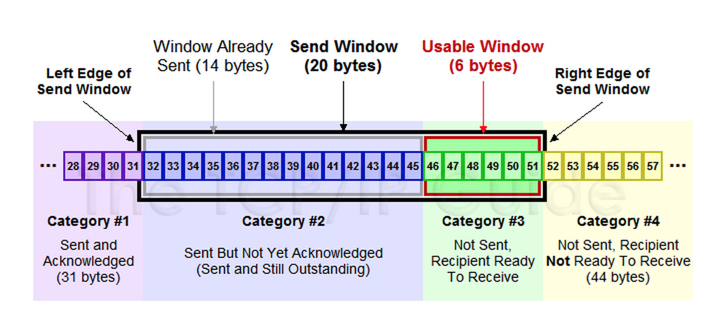 Window Already
Sent (14 bytes)
Send Window
(20 bytes)
Usable Window
(6 bytes)
Left Edge of
Send Window
Right Edge of
Send Window
... 28 29 30 31 32 33 34 35 36 37 38 39 40 41 42 43 44 45 46 47 48 49 50 51 52 53 54 55 56 57 ...
The TCP/IP Guide
Category #1
Sent and
Acknowledged
(31 bytes)
Category #2
Sent But Not Yet Acknowledged
(Sent and Still Outstanding)
Category #3
Not Sent,
Recipient Ready
To Receive
Category #4
Not Sent, Recipient
Not Ready To Receive
(44 bytes)